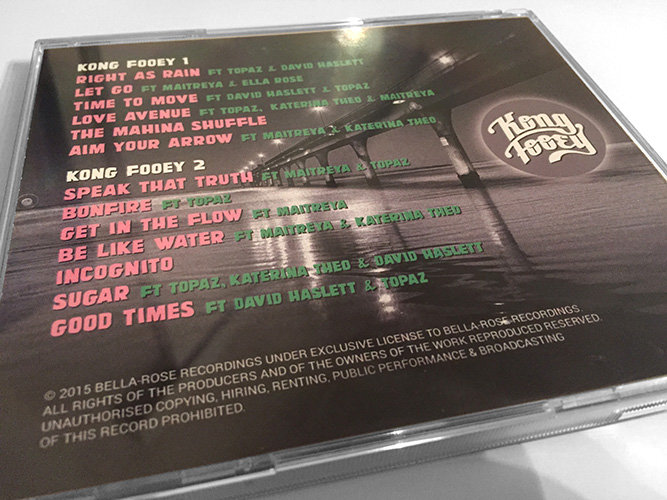 KONG FOOEY 1
RIGHT AS RAIN FT TOPAZ & DAVID HASLETT
LET GO FT MAITREYA & ELLA ROSE
TIME TO MOVE FT DAVID HASLETT & TOPAZ
LOVE AVENUE FT TOPAZ, KATERINA THEO & MAITREYA
THE MAHINA SHUFFLE
AIM YOUR ARROW FT MAITREYA & KATERINA THEO
KONG FOOEY 2
SPEAK THAT TRUTH FT MAITREYA & TOPAZ
BONFIRE FT TOPAZ
GET IN THE FLOW FT MAITREYA
BE LIKE WATER FT MAITREYA & KATERINA THEO
INCOGNITO
SUGAR FT TOPAZ, KATERINA THEO & DAVID HASLETT
GOOD TIMES FT DAVID HASLETT & TOPAZ
Kong
Fooey
© 2015 BELLA-ROSE RECORDINGS UNDER EXCLUSIVE LICENSE TO BELLA-ROSE RECORDINGS.
ALL RIGHTS OF THE PRODUCERS AND OF THE OWNERS OF THE WORK REPRODUCED RESERVED.
UNAUTHORISED COPYING, HIRING, RENTING, PUBLIC PERFORMANCE & BROADCASTING
OF THIS RECORD PROHIBITED.